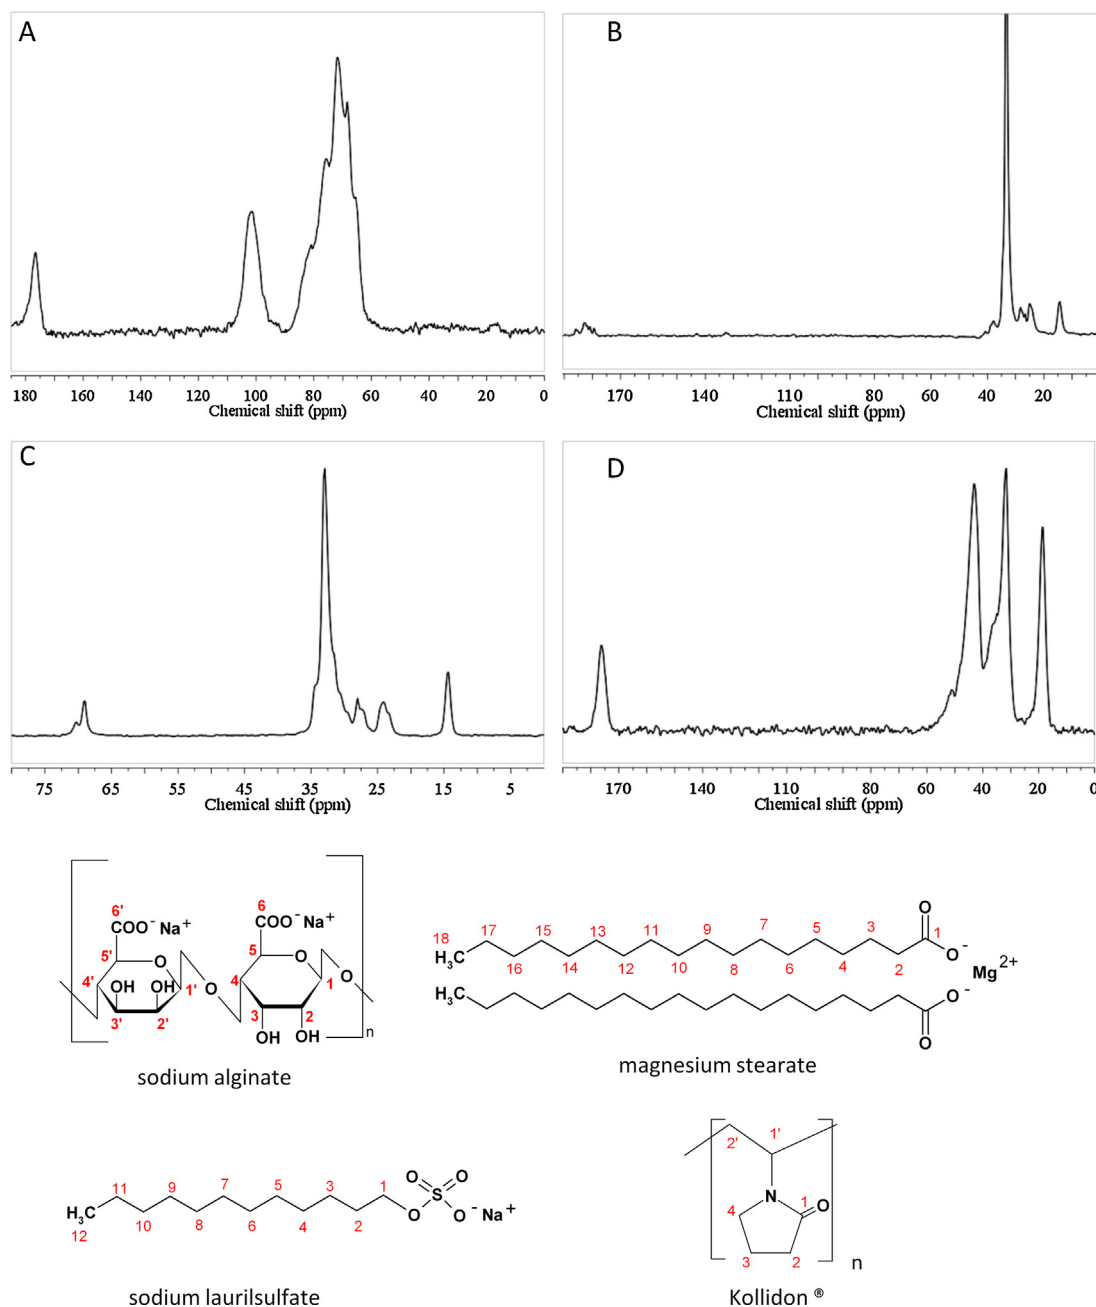 A
180 160 140 120 100 80 60 40 20 0
Chemical shift (ppm)
B
170 140 120 100 80 60 40 20
Chemical shift (ppm)
C
75 65 55 45 35 25 15 5
Chemical shift (ppm)
D
170 140 120 100 80 60 40 20 0
Chemical shift (ppm)
6' COO⁻ Na⁺
6 COO⁻ Na⁺
5' O 5 O
4' OH OH 1' O 4 1 O
3' 2' 3 2
OH OH n
sodium alginate
18 17 15 13 11 9 7 5 3 1 O
H₃C 16 14 12 10 8 6 4 2 O⁻
Mg²⁺
H₃C O⁻
O
magnesium stearate
11 9 7 5 3 1 O O
S
H₃C 10 8 6 4 2 O O⁻ Na⁺
12
sodium laurilsulfate
2' 1'
N 1 O
4
3 2
n
Kollidon ®